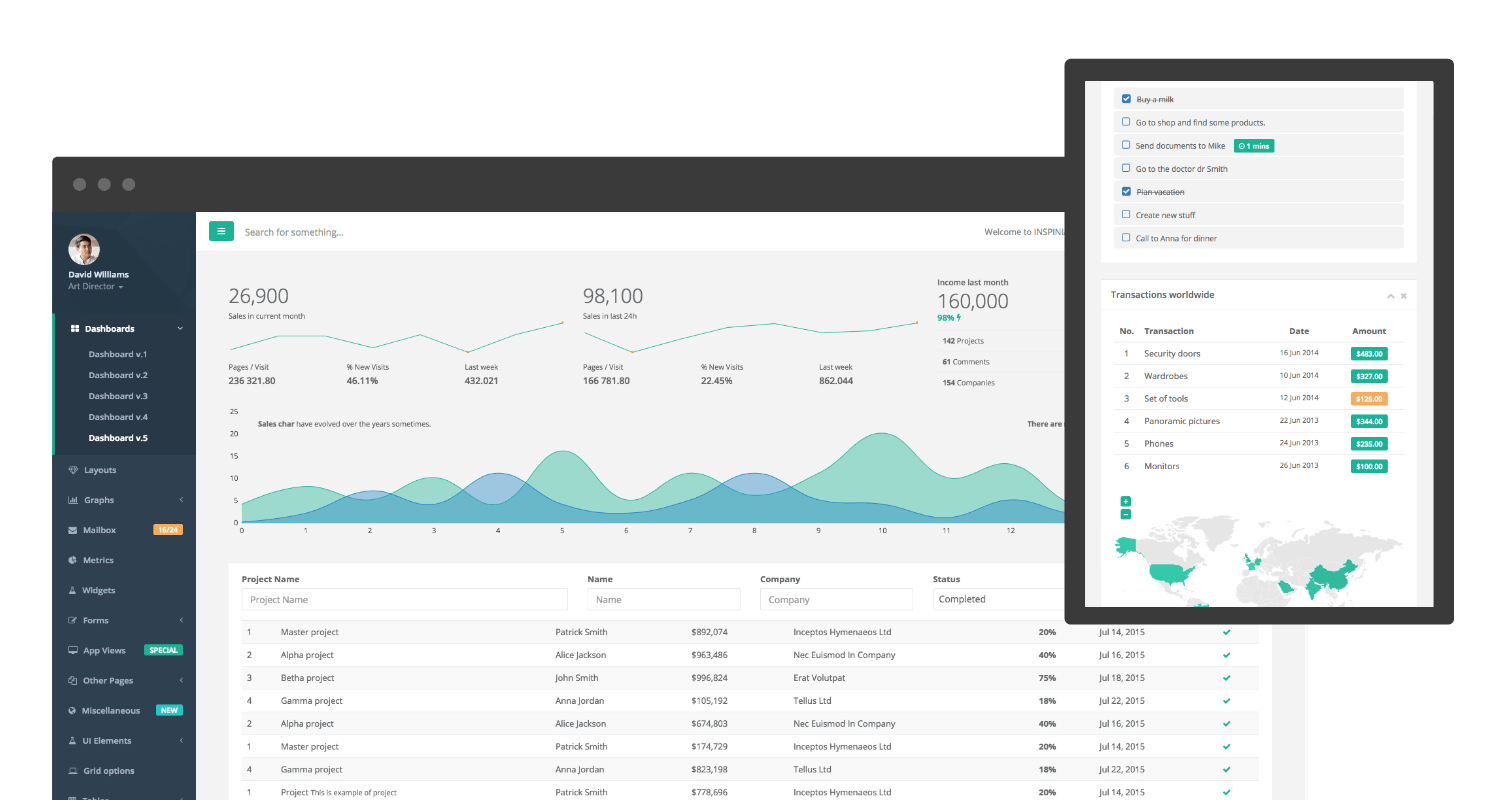 Buy a milk
Go to shop and find some products.
Send documents to Mike 1 mins
Go to the doctor dr Smith
Plan vacation
Create new stuff
Call to Anna for dinner
Transactions worldwide
No. Transaction Date Amount
1 Security doors 16 Jun 2014 $483.00
2 Wardrobes 10 Jun 2014 $327.00
3 Set of tools 12 Jun 2014 $125.00
4 Panoramic pictures 22 Jun 2013 $344.00
5 Phones 24 Jun 2013 $235.00
6 Monitors 26 Jun 2013 $100.00
+
−
David Williams
Art Director
Dashboards
Dashboard v.1
Dashboard v.2
Dashboard v.3
Dashboard v.4
Dashboard v.5
Layouts
Graphs
Mailbox 16/24
Metrics
Widgets
Forms
App Views SPECIAL
Other Pages
Miscellaneous NEW
UI Elements
Grid options
Search for something...
Welcome to
26,900
Sales in current month
Pages / Visit % New Visits Last week
236 321.80 46.11% 432.021
98,100
Sales in last 24h
Pages / Visit % New Visits Last week
166 781.80 22.45% 862.044
Income last month
160,000
98%
142 Projects
61 Comments
154 Companies
Sales char have evolved over the years sometimes.
There are
25
20
15
10
5
0
0 1 2 3 4 5 6 7 8 9 10 11 12
Project Name Name Company Status
Project Name Name Company Completed
1 Master project Patrick Smith $892,074 Inceptos Hymenaeos Ltd 20% Jul 14, 2015
2 Alpha project Alice Jackson $963,486 Nec Euismod In Company 40% Jul 16, 2015
3 Betha project John Smith $996,824 Erat Volutpat 75% Jul 18, 2015
4 Gamma project Anna Jordan $105,192 Tellus Ltd 18% Jul 22, 2015
2 Alpha project Alice Jackson $674,803 Nec Euismod In Company 40% Jul 16, 2015
1 Master project Patrick Smith $174,729 Inceptos Hymenaeos Ltd 20% Jul 14, 2015
4 Gamma project Anna Jordan $823,198 Tellus Ltd 18% Jul 22, 2015
1 Project This is example of project Patrick Smith $778,696 Inceptos Hymenaeos Ltd 20% Jul 14, 2015